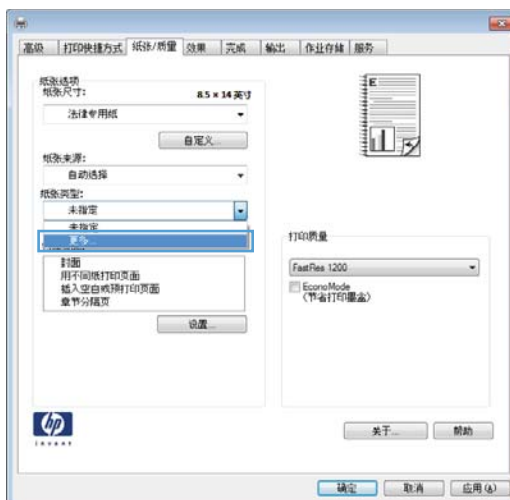 高级 打印快捷方式 纸张/质量 效果 完成 输出 作业存储 服务
纸张选项
纸张尺寸: 8.5 × 14 英寸
法律专用纸
自定义...
纸张来源:
自动选择
纸张类型:
未指定
未指定
更多...
封面
用不同纸打印页面
插入空白或预打印页面
章节分隔页
设置...
E
打印质量
FastRes 1200
EconoMode
(节省打印墨盒)
hp
invent
关于... 帮助
确定 取消 应用(A)